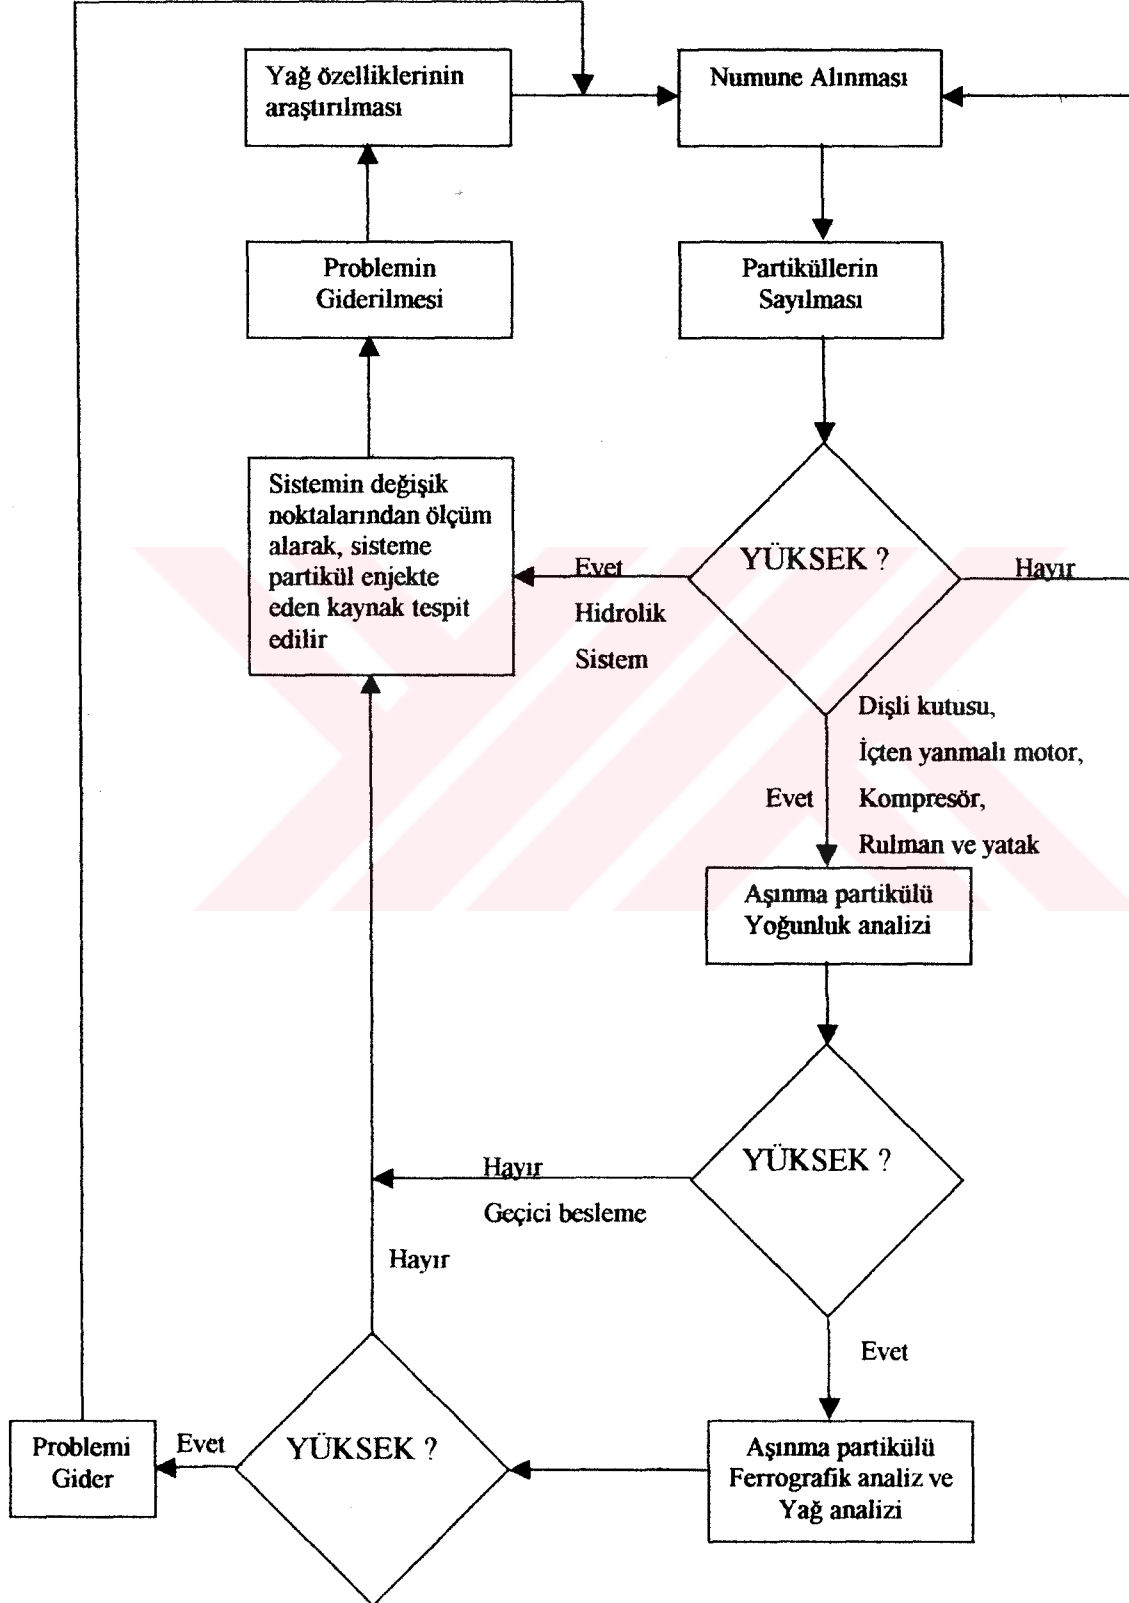 Yağ özelliklerinin
araştırılması
Numune Alınması
Problemin
Giderilmesi
Partiküllerin
Sayılması
Sistemin değişik
noktalarından ölçüm
alarak, sisteme
partikül enjekte
eden kaynak tespit
edilir
Evet
Hidrolik
Sistem
YÜKSEK ?
Hayır
Dişli kutusu,
İçten yanmalı motor,
Evet
Kompresör,
Rulman ve yatak
Aşınma partikülü
Yoğunluk analizi
Hayır
Geçici besleme
YÜKSEK ?
Hayır
Evet
Problemi
Gider
Evet
YÜKSEK ?
Aşınma partikülü
Ferrografik analiz ve
Yağ analizi